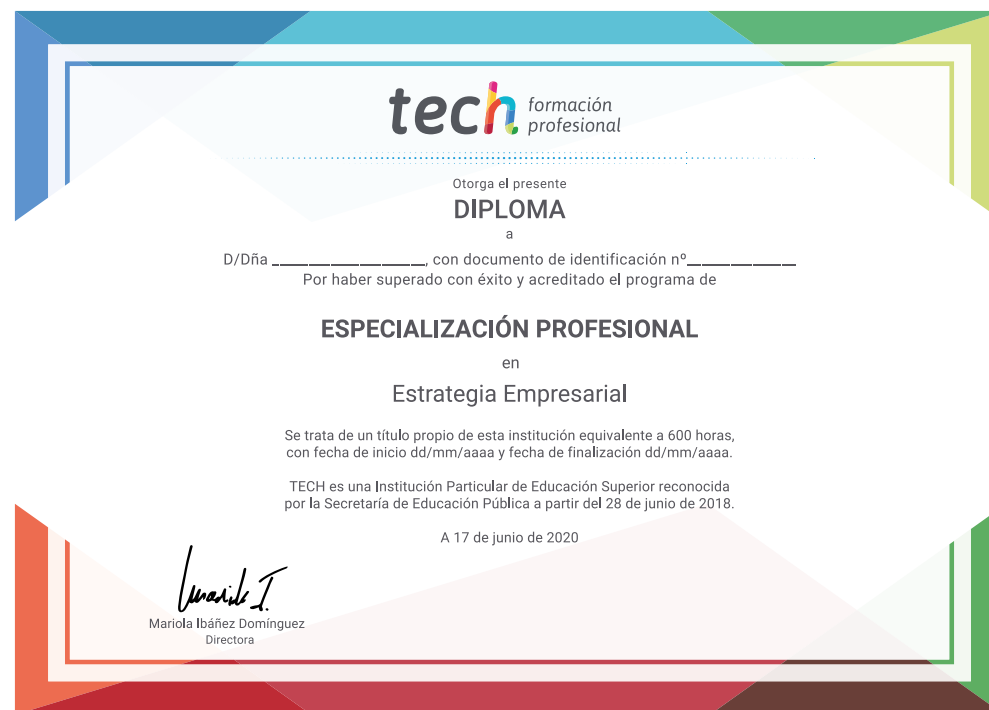 tech formación
profesional
Otorga el presente
DIPLOMA
a
D/Dña ____________________, con documento de identificación nº______________
Por haber superado con éxito y acreditado el programa de
ESPECIALIZACIÓN PROFESIONAL
en
Estrategia Empresarial
Se trata de un título propio de esta institución equivalente a 600 horas,
con fecha de inicio dd/mm/aaaa y fecha de finalización dd/mm/aaaa.
TECH es una Institución Particular de Educación Superior reconocida
por la Secretaría de Educación Pública a partir del 28 de junio de 2018.
A 17 de junio de 2020
Mariola Ibáñez Domínguez
Directora